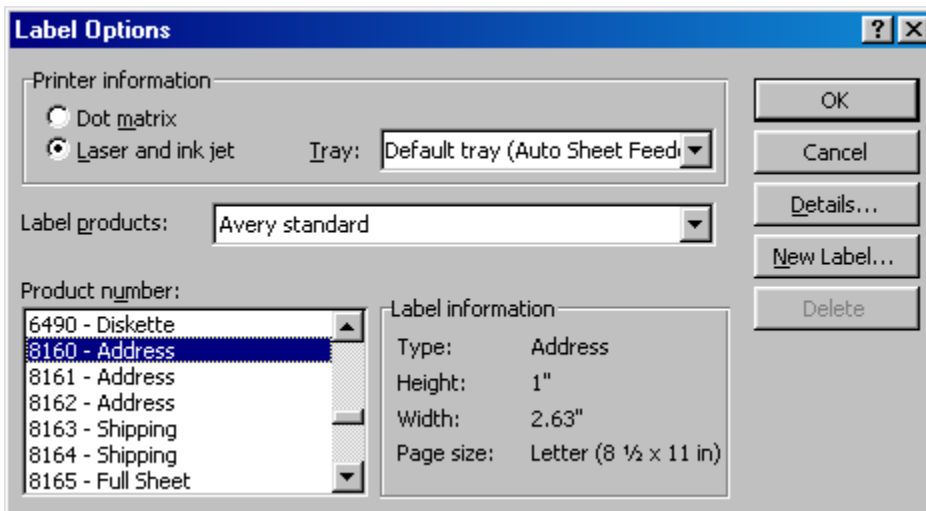 Label Options
Printer information
Dot matrix
Laser and ink jet
Tray:
Default tray (Auto Sheet
OK
Cancel
Details...
New Label...
Delete
Label products:
Avery standard
Product number:
6490 - Diskette
8160 - Address
8161 - Address
8162 - Address
8163 - Shipping
8164 - Shipping
8165 - Full Sheet
Label information
Type: Address
Height: 1"
Width: 2.63"
Page size: Letter (8 ½ x 11 in)